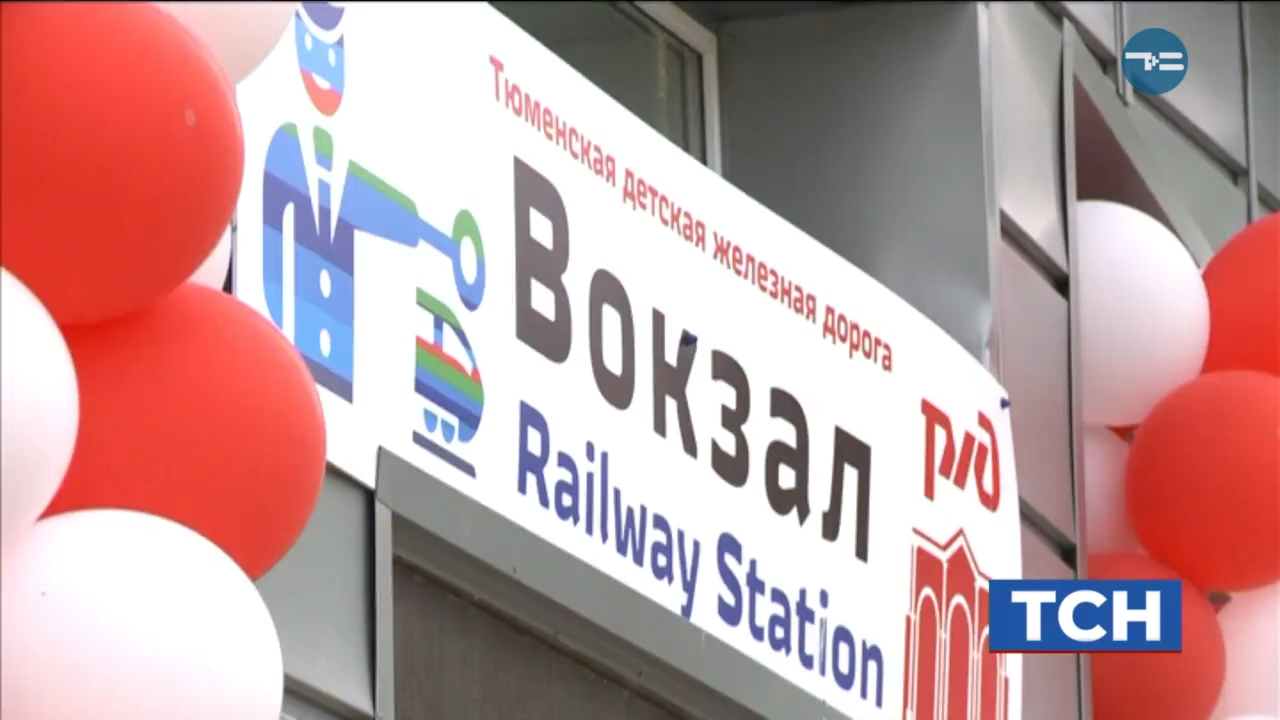 Тюменская детская железная дорога
Вокзал
Railway Station
РЖД
ТСН